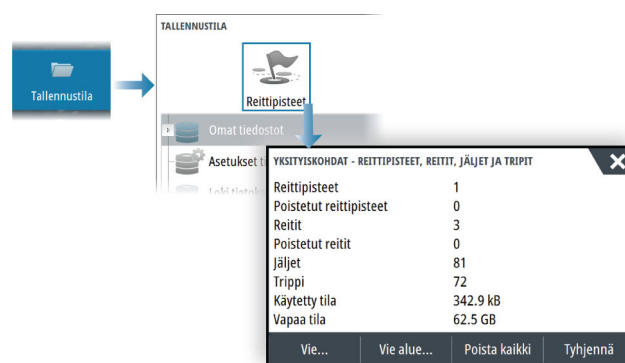 TALLENNUSTILA
Tallennustila
Reittipisteet
Omat tiedostot
Asetukset
YKSITYISKOHDAT - REITTIPISTEET, REITIT, JÄLJET JA TRIPIT
Reittipisteet 1
Poistetut reittipisteet 0
Reitit 3
Poistetut reitit 0
Jäljet 81
Trippi 72
Käytetty tila 342.9 kB
Vapaa tila 62.5 GB
Vie... Vie alue... Poista kaikki Tyhjennä